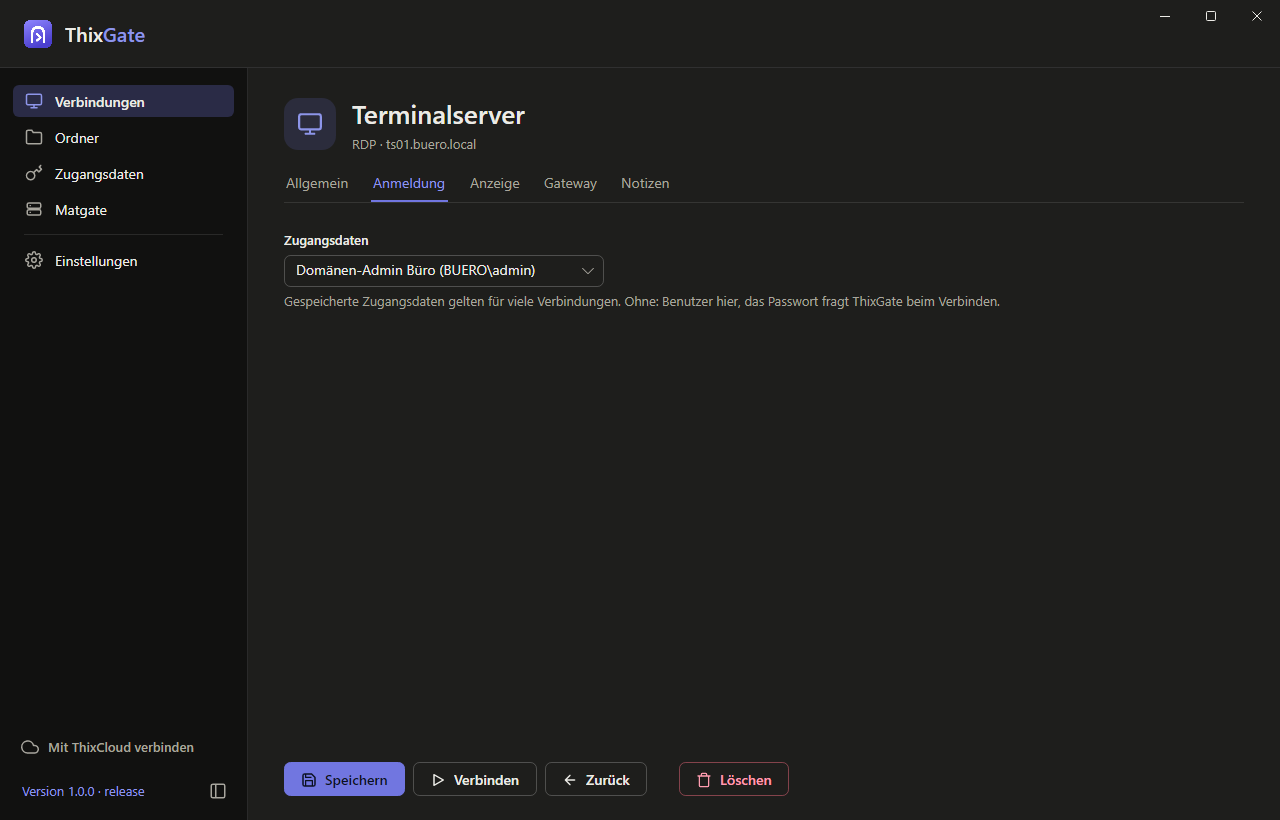 ThixGate
Verbindungen
Ordner
Zugangsdaten
Matgate
Einstellungen
Mit ThixCloud verbinden
Version 1.0.0 · release
Terminalserver
RDP · ts01.buero.local
Allgemein Anmeldung Anzeige Gateway Notizen
Zugangsdaten
Domänen-Admin Büro (BUERO\admin)
Gespeicherte Zugangsdaten gelten für viele Verbindungen. Ohne: Benutzer hier, das Passwort fragt ThixGate beim Verbinden.
Speichern Verbinden Zurück Löschen